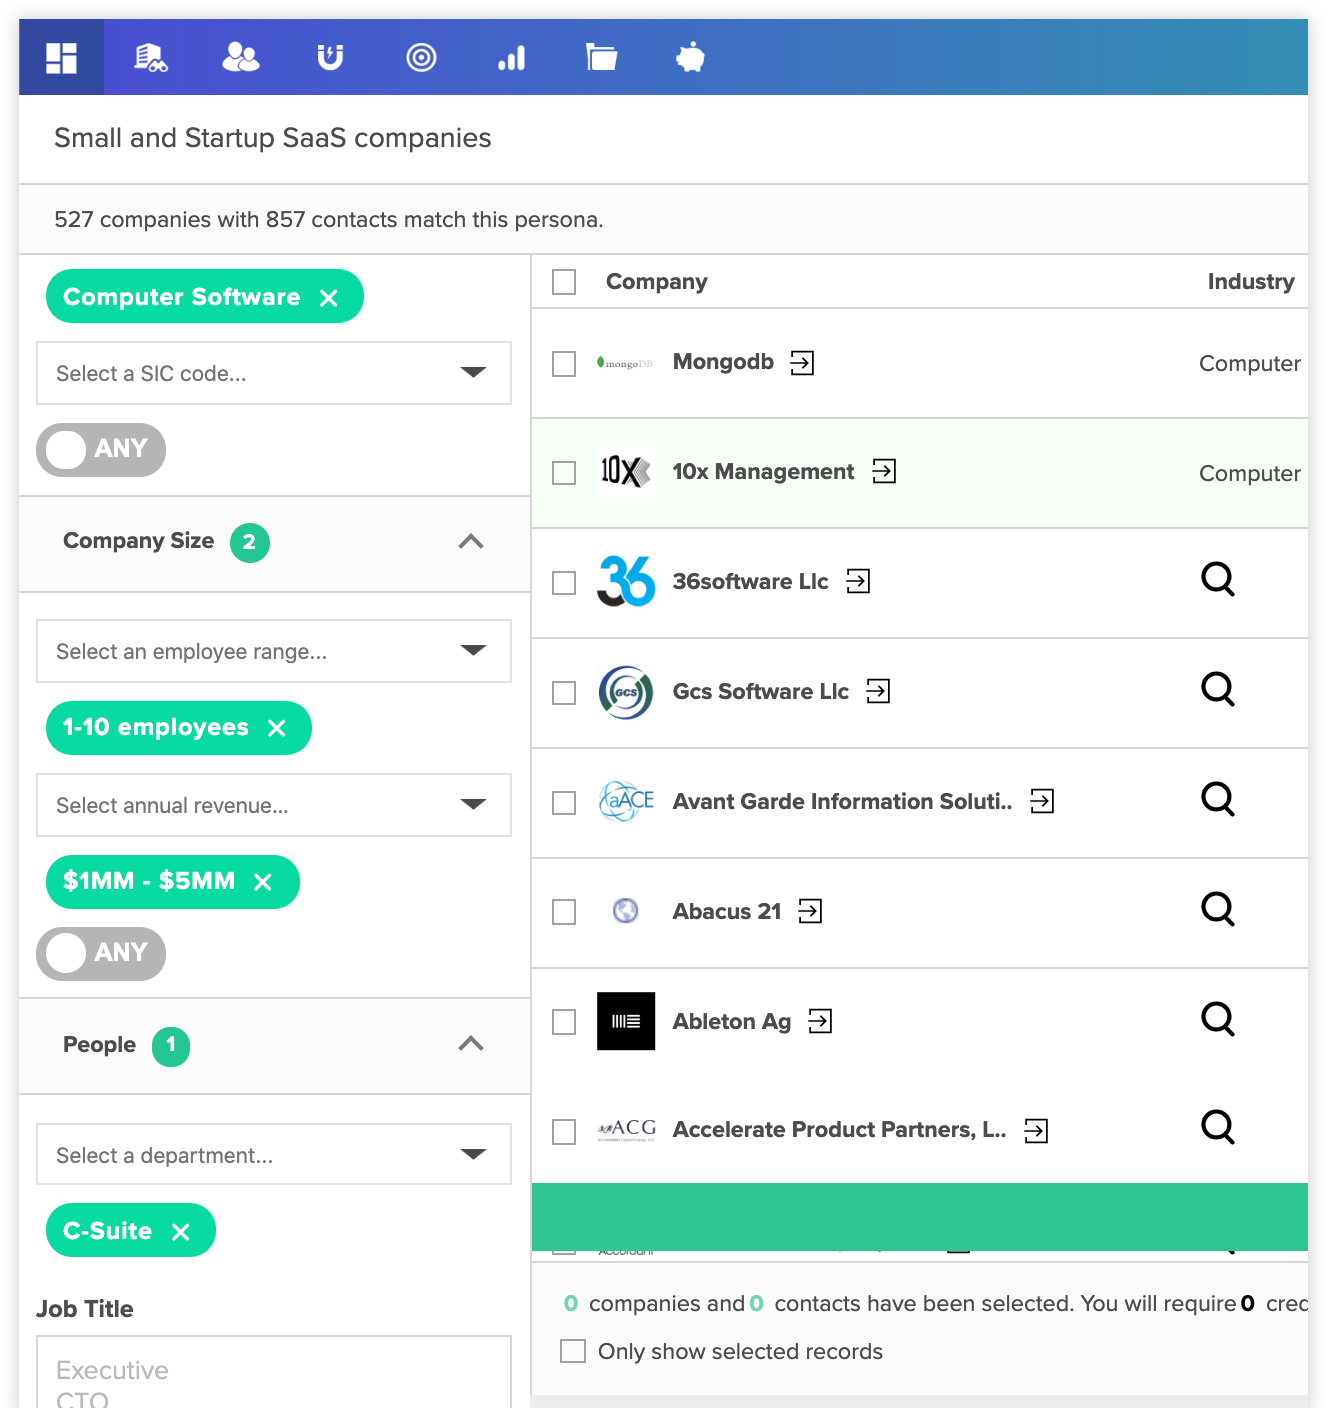 Small and Startup SaaS companies
527 companies with 857 contacts match this persona.
Computer Software ×
Select a SIC code...
ANY
Company Size 2
Select an employee range...
1-10 employees ×
Select annual revenue...
$1MM - $5MM ×
ANY
People 1
Select a department...
C-Suite ×
Job Title
Executive
CTO
Company Industry
mongoDB Mongodb Computer
10X 10x Management Computer
36 36software Llc
GCS Gcs Software Llc
aACE Avant Garde Information Soluti..
Abacus 21
Ableton Ag
ACG Accelerate Product Partners, L..
0 companies and 0 contacts have been selected. You will require 0 cred
Only show selected records